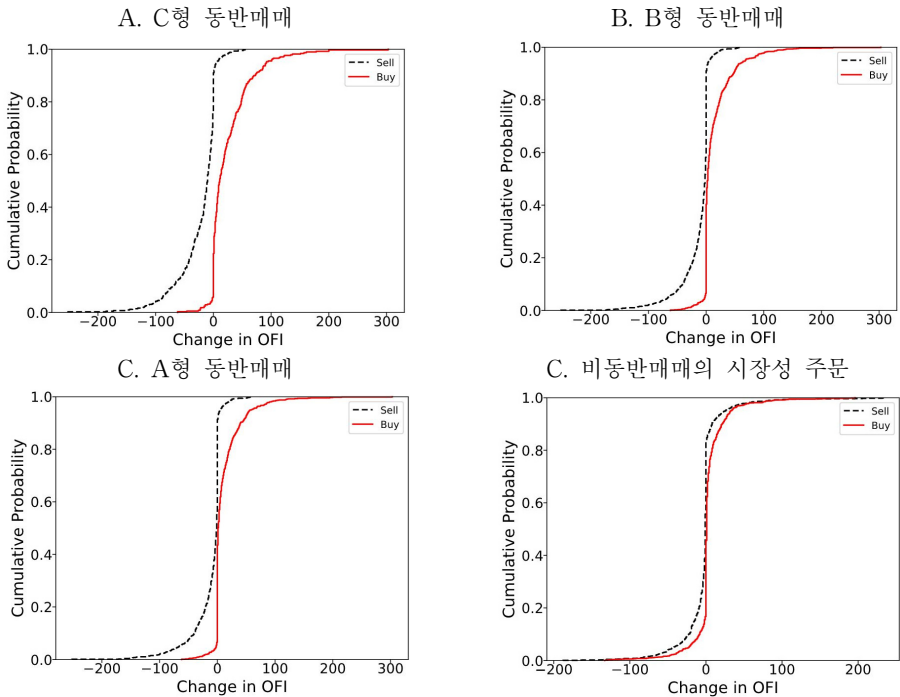 A. C형 동반매매
1.0
0.8
0.6
0.4
0.2
0.0
Cumulative Probability
−200 −100 0 100 200 300
Change in OFI
Sell
Buy
B. B형 동반매매
1.0
0.8
0.6
0.4
0.2
0.0
Cumulative Probability
−200 −100 0 100 200 300
Change in OFI
Sell
Buy
C. A형 동반매매
1.0
0.8
0.6
0.4
0.2
0.0
Cumulative Probability
−200 −100 0 100 200 300
Change in OFI
Sell
Buy
C. 비동반매매의 시장성 주문
1.0
0.8
0.6
0.4
0.2
0.0
Cumulative Probability
−200 −100 0 100 200
Change in OFI
Sell
Buy